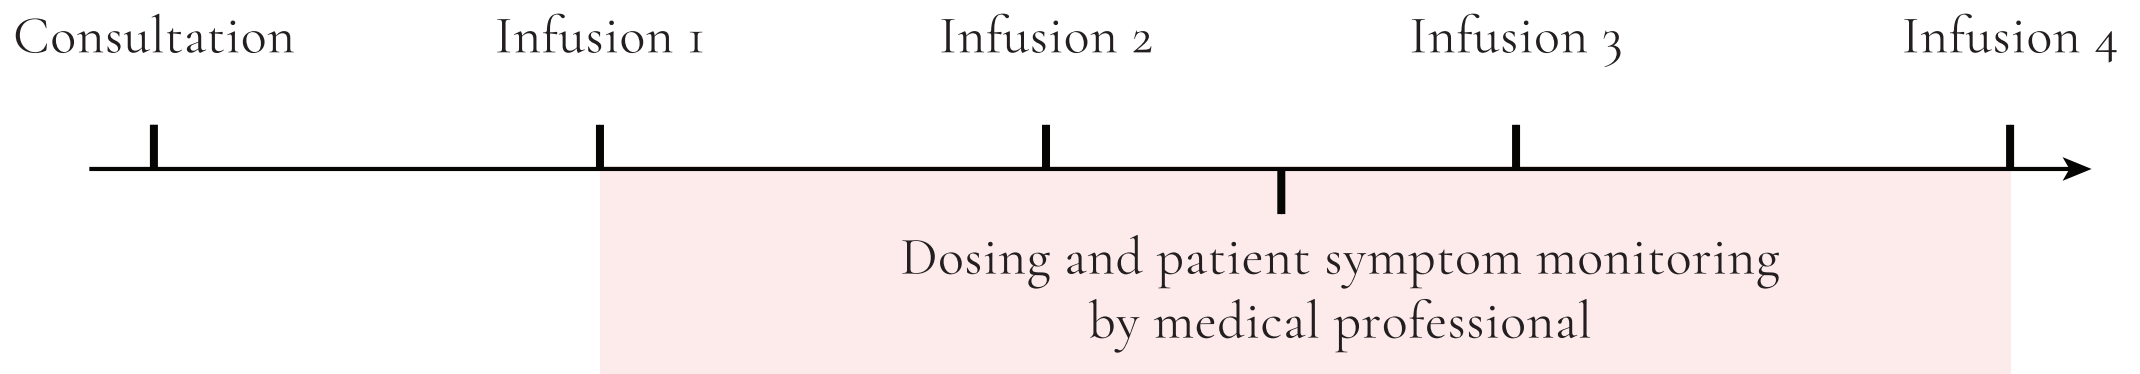 Consultation
Infusion 1
Infusion 2
Infusion 3
Infusion 4
Dosing and patient symptom monitoring
by medical professional